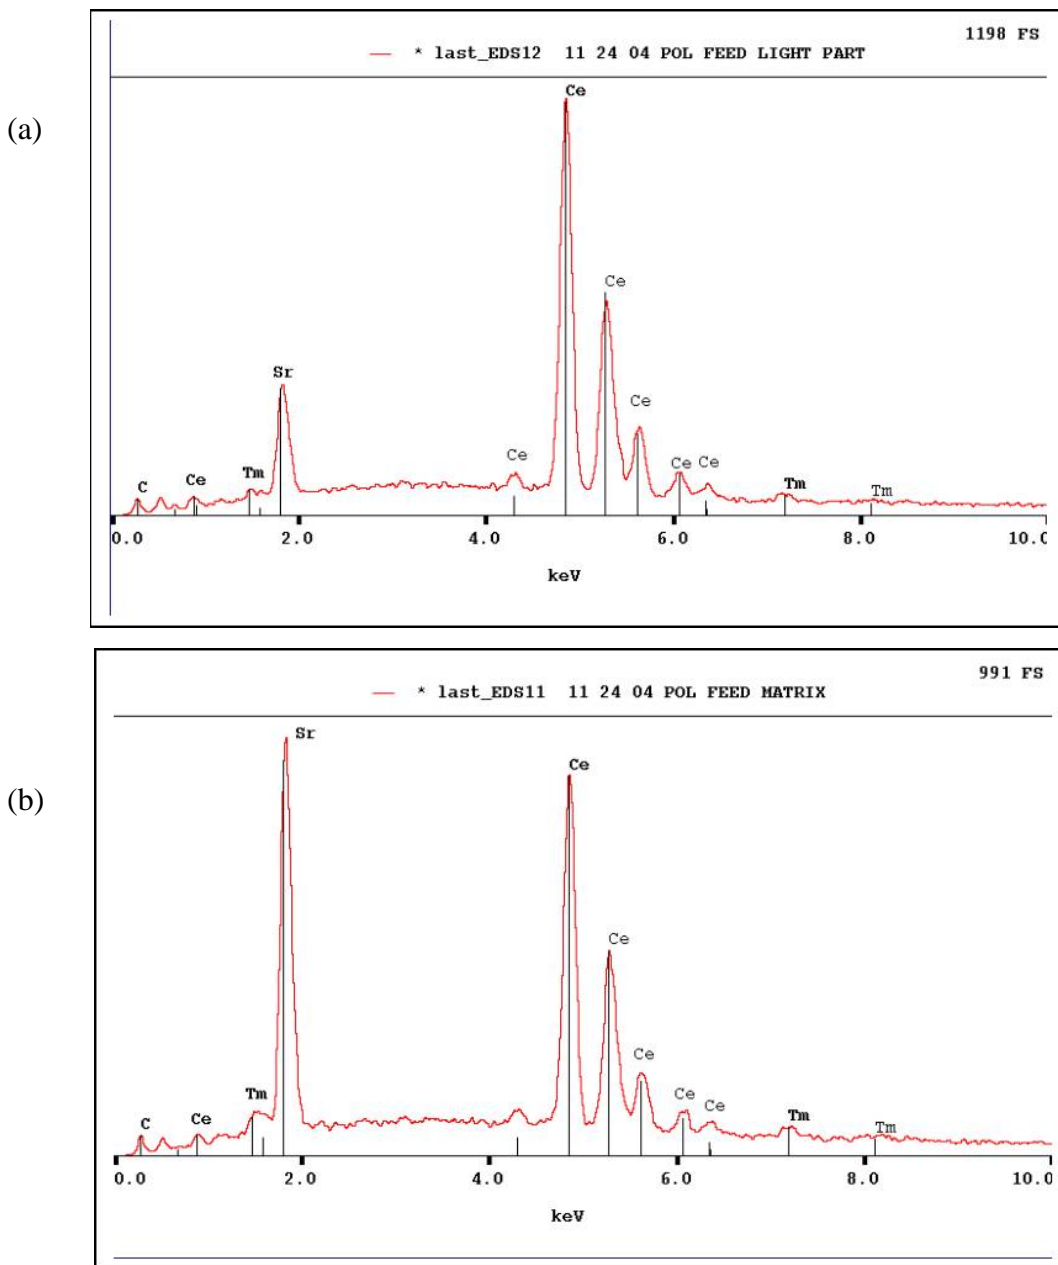 (a)
1198 FS
* last_EDS12 11 24 04 POL FEED LIGHT PART
Ce
Ce
Sr
Ce
Ce
Ce Ce
C Ce Tm Tm Tm
0.0 2.0 4.0 6.0 8.0 10.0
keV
(b)
991 FS
* last_EDS11 11 24 04 POL FEED MATRIX
Sr
Ce
Ce
Ce
Tm Ce Ce
C Ce Tm Tm
0.0 2.0 4.0 6.0 8.0 10.0
keV